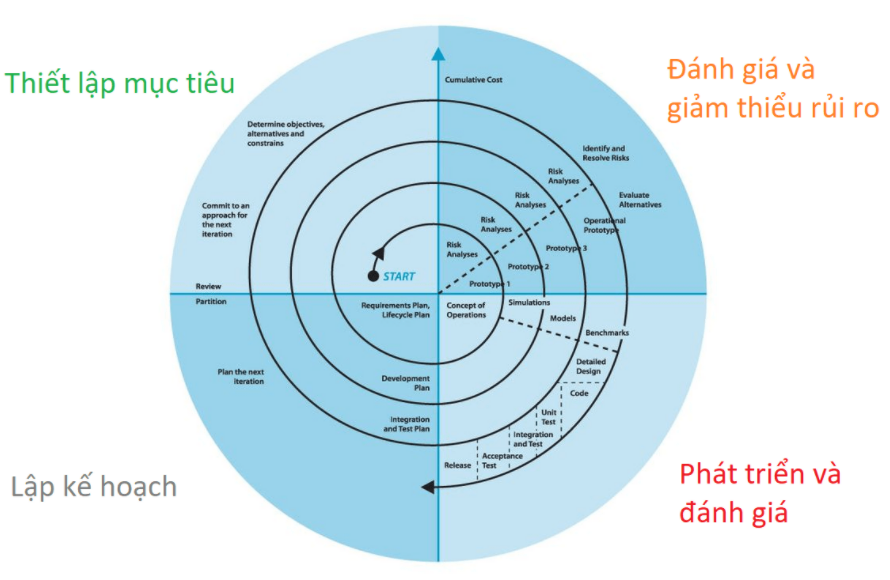 Thiết lập mục tiêu
Đánh giá và
giảm thiểu rủi ro
Cumulative Cost
Determine objectives,
alternatives and
constrains
Identify and
Resolve Risks
Risk
Analyses
Evaluate
Alternatives
Commit to an
approach for
the next
iteration
Risk
Analyses
Operational
Prototype
Risk
Analyses
Prototype 3
Risk
Analyses
Prototype 2
START
Prototype 1
Review
Partition
Requirements Plan,
Lifecycle Plan
Concept of
Operations
Simulations
Models
Benchmarks
Plan the next
iteration
Development
Plan
Detailed
Design
Code
Integration
and Test Plan
Unit
Test
Integration
and Test
Acceptance
Test
Release
Lập kế hoạch
Phát triển và
đánh giá